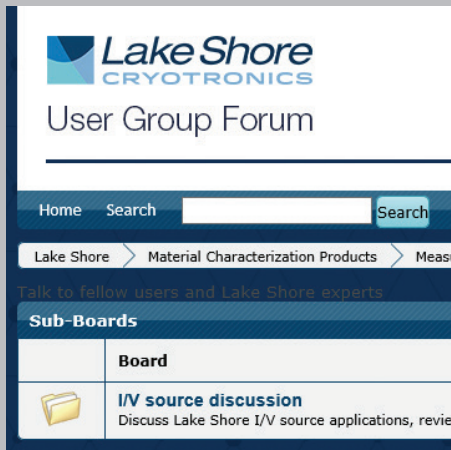 Lake Shore
CRYOTRONICS
User Group Forum
Home Search Search
Lake Shore Material Characterization Products
Talk to fellow users and Lake Shore experts
Sub-Boards
Board
I/V source discussion
Discuss Lake Shore I/V source applications,